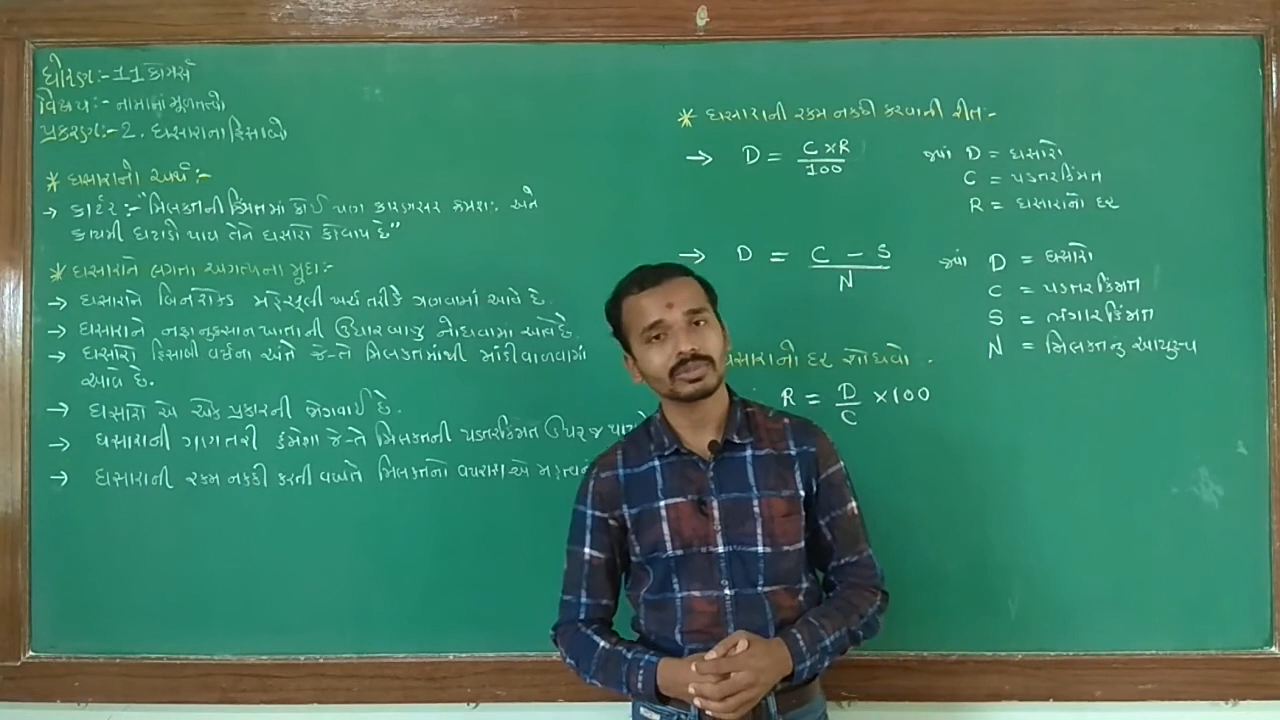 ધોરણ:- 11 કોમર્સ
વિષય:- નામાનાં મૂળતત્વો
પ્રકરણ:- 2. ઘસારાના હિસાબો
* ઘસારાનો અર્થ:-
→ કાર્ટર:- "મિલકતની કિંમતમાં કોઈ પણ કારણસર ક્રમશ: અને
કાયમી ઘટાડો થાય તેને ઘસારો કહેવાય છે"
* ઘસારાને લગતા અગત્યના મુદ્દા:-
→ ઘસારાને બિનરોકડ મહેસૂલી ખર્ચ તરીકે ગણવામાં આવે છે.
→ ઘસારાને નફાનુકસાન ખાતાની ઉધાર બાજુ નોંધવામાં આવે છે.
→ ઘસારો હિસાબી વર્ષના અંતે જે-તે મિલકતમાંથી માંડીવાળવામાં
આવે છે.
→ ઘસારો એ એક પ્રકારની જોગવાઈ છે.
→ ઘસારાની ગણતરી હંમેશા જે-તે મિલકતની પડતરકિંમત ઉપર જ
→ ઘસારાની રકમ નક્કી કરતી વખતે મિલકતનો વપરાશ એ
* ઘસારાની રકમ નક્કી કરવાની રીત:-
→ D = C×R / 100 જ્યાં D = ઘસારો
C = પડતરકિંમત
R = ઘસારાનો દર
→ D = C - S / N જ્યાં D = ઘસારો
C = પડતરકિંમત
S = ભંગારકિંમત
N = મિલકતનુ આયુષ્ય
ઘસારાનો દર શોધવો.
R = D / C ×100